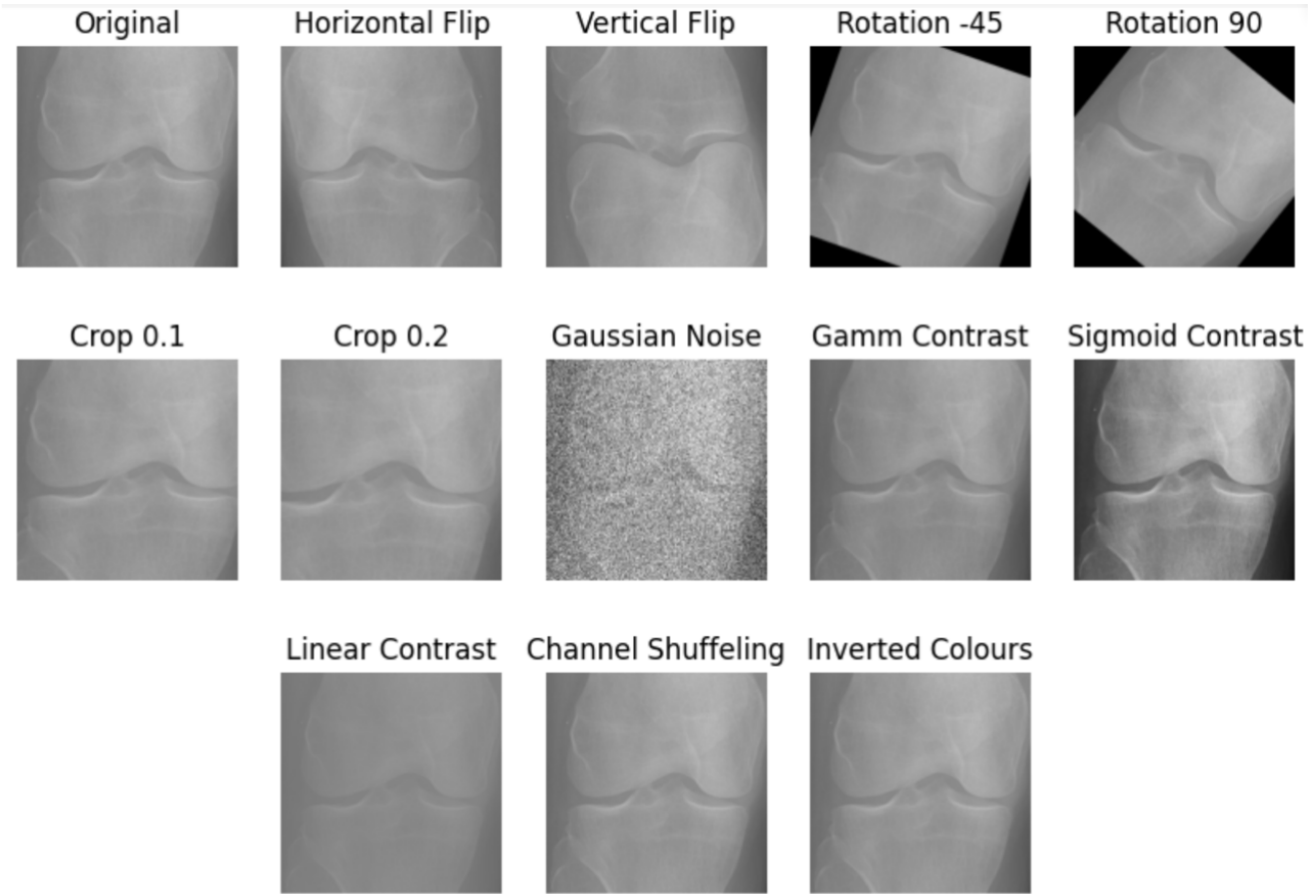 Original
Horizontal Flip
Vertical Flip
Rotation -45
Rotation 90
Crop 0.1
Crop 0.2
Gaussian Noise
Gamm Contrast
Sigmoid Contrast
Linear Contrast
Channel Shuffeling
Inverted Colours